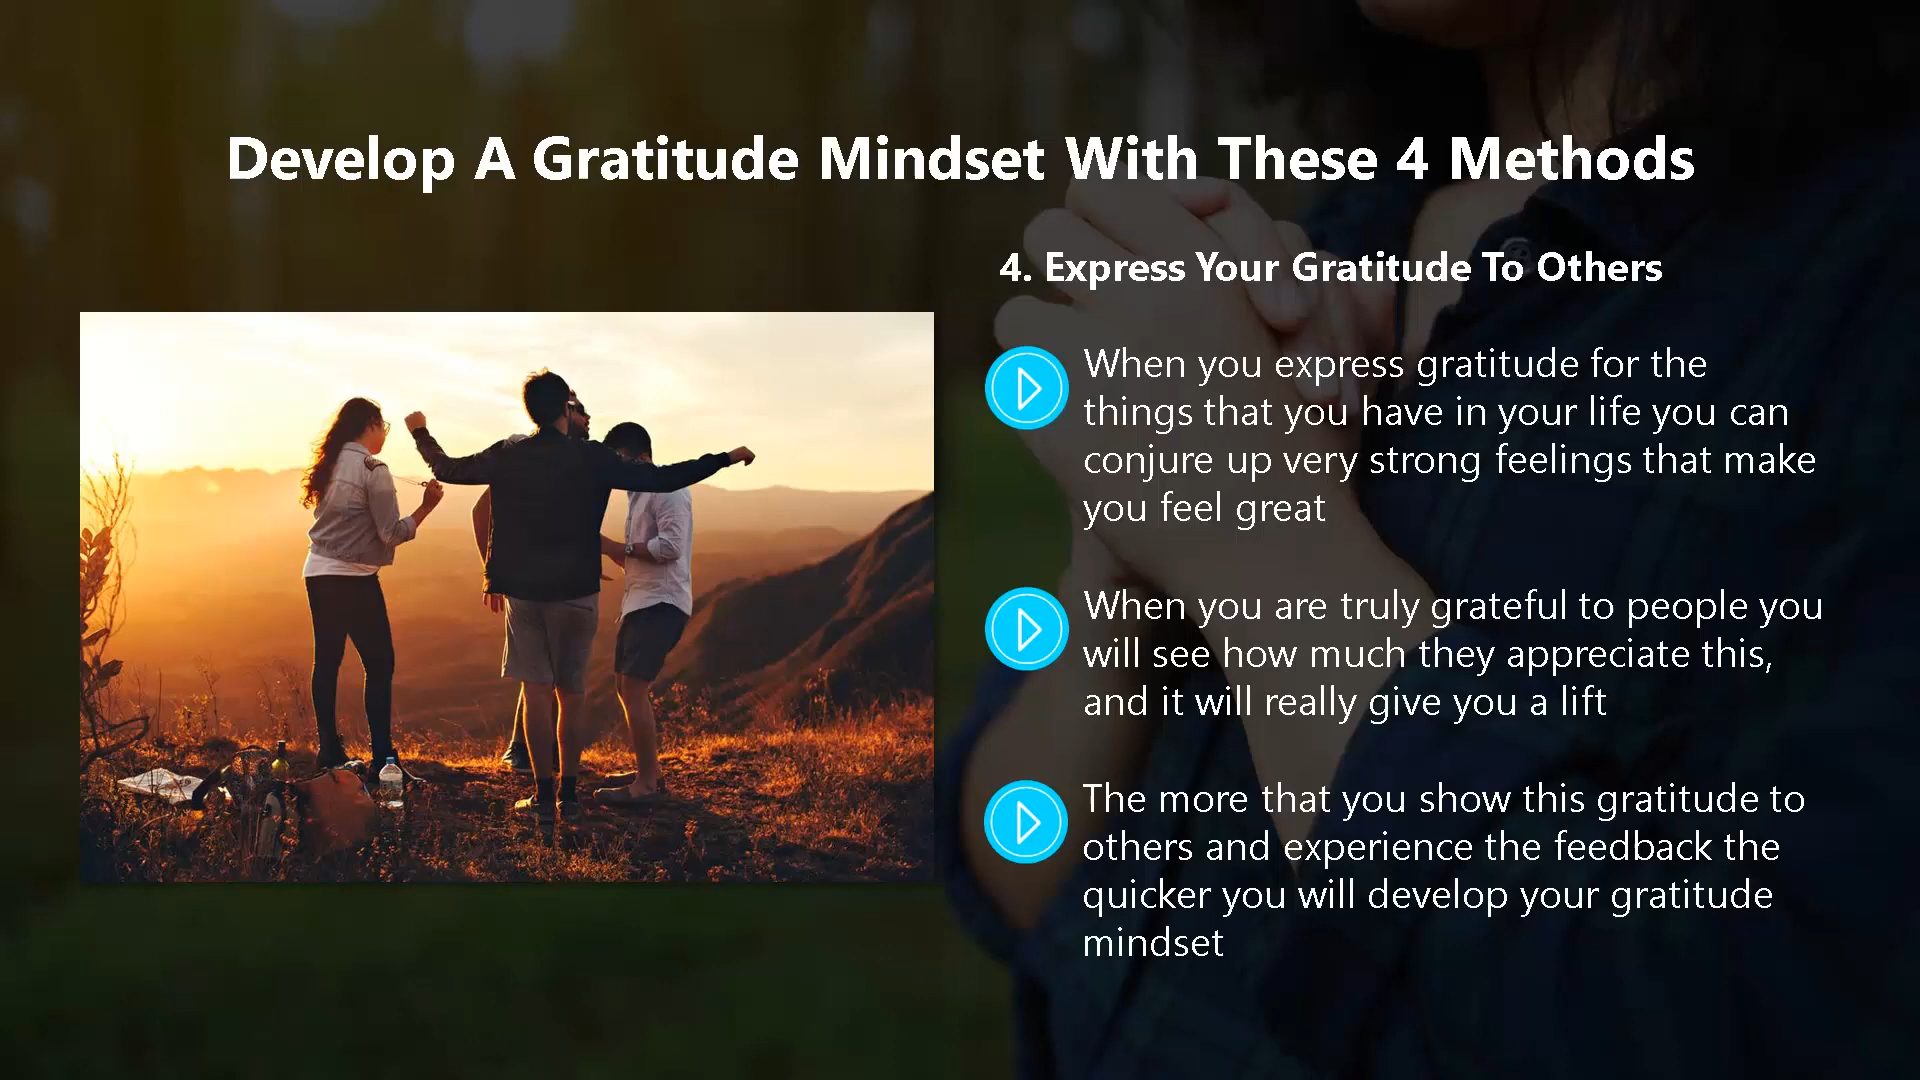 Develop A Gratitude Mindset With These 4 Methods
4. Express Your Gratitude To Others
When you express gratitude for the
things that you have in your life you can
conjure up very strong feelings that make
you feel great
When you are truly grateful to people you
will see how much they appreciate this,
and it will really give you a lift
The more that you show this gratitude to
others and experience the feedback the
quicker you will develop your gratitude
mindset